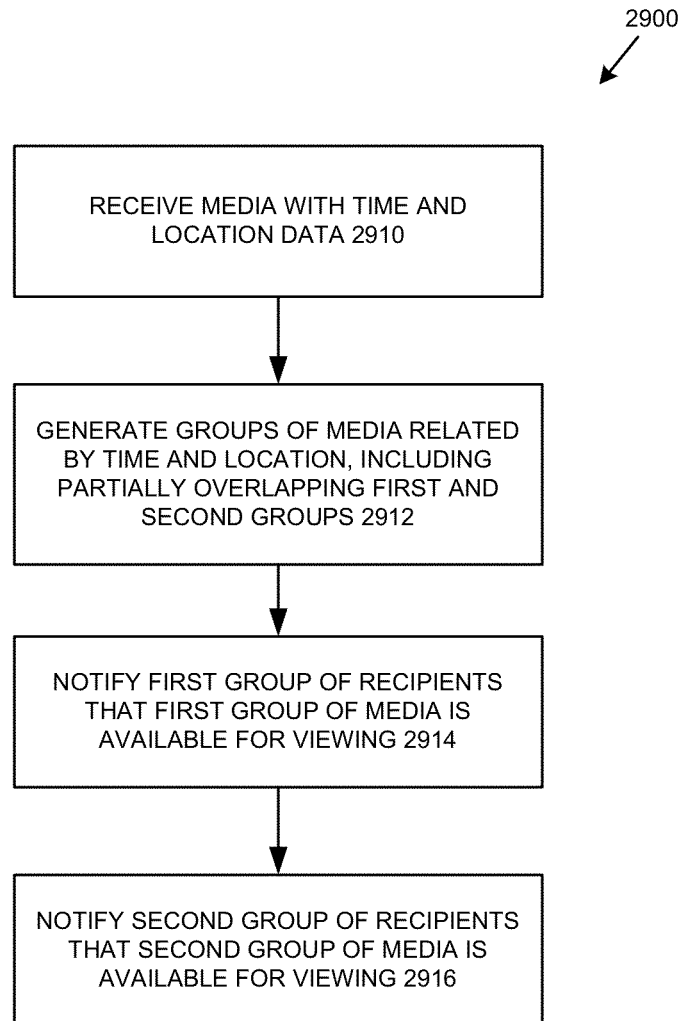 2900
RECEIVE MEDIA WITH TIME AND
LOCATION DATA 2910
GENERATE GROUPS OF MEDIA RELATED
BY TIME AND LOCATION, INCLUDING
PARTIALLY OVERLAPPING FIRST AND
SECOND GROUPS 2912
NOTIFY FIRST GROUP OF RECIPIENTS
THAT FIRST GROUP OF MEDIA IS
AVAILABLE FOR VIEWING 2914
NOTIFY SECOND GROUP OF RECIPIENTS
THAT SECOND GROUP OF MEDIA IS
AVAILABLE FOR VIEWING 2916